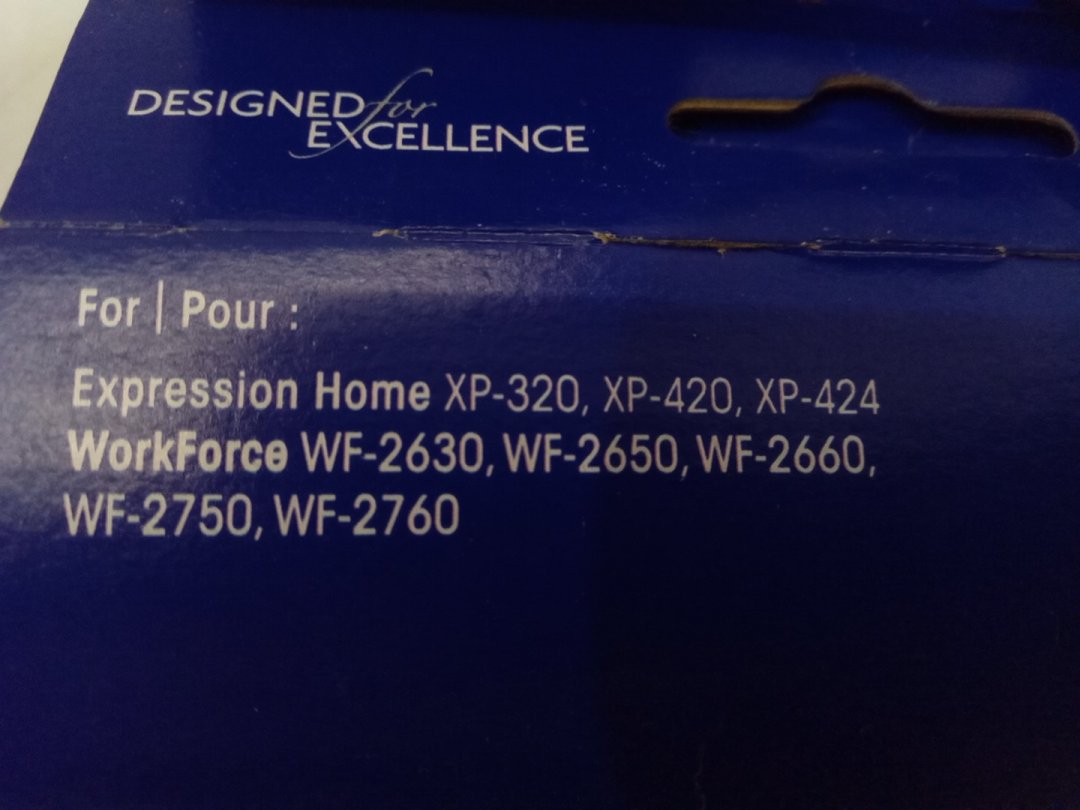 DESIGNED for
EXCELLENCE
For | Pour :
Expression Home XP-320, XP-420, XP-424
WorkForce WF-2630, WF-2650, WF-2660,
WF-2750, WF-2760